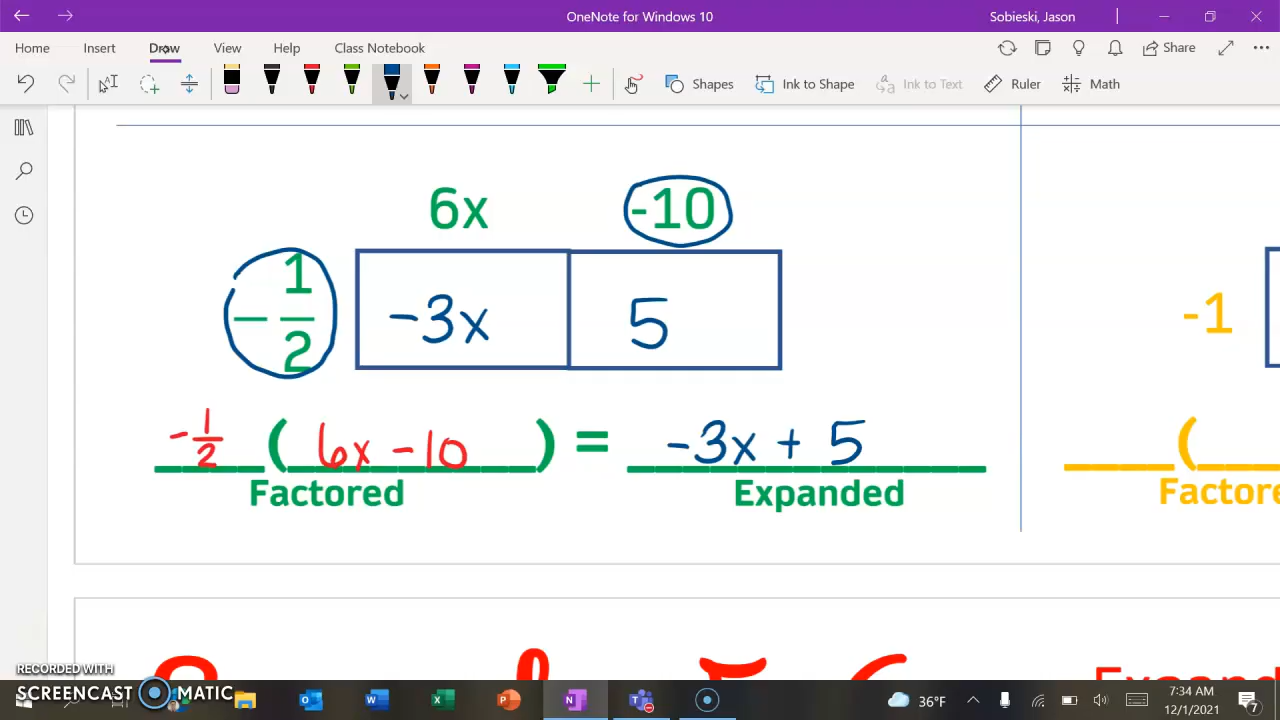 OneNote for Windows 10
Sobieski, Jason
Home Insert Draw View Help Class Notebook Share
Shapes Ink to Shape Ink to Text Ruler Math
6x -10
- 1/2 -3x 5
-1
-1/2 ( 6x -10 ) = -3x + 5 (
Factored Expanded Factore
RECORDED WITH
SCREENCAST MATIC
36°F
7:34 AM
12/1/2021
7